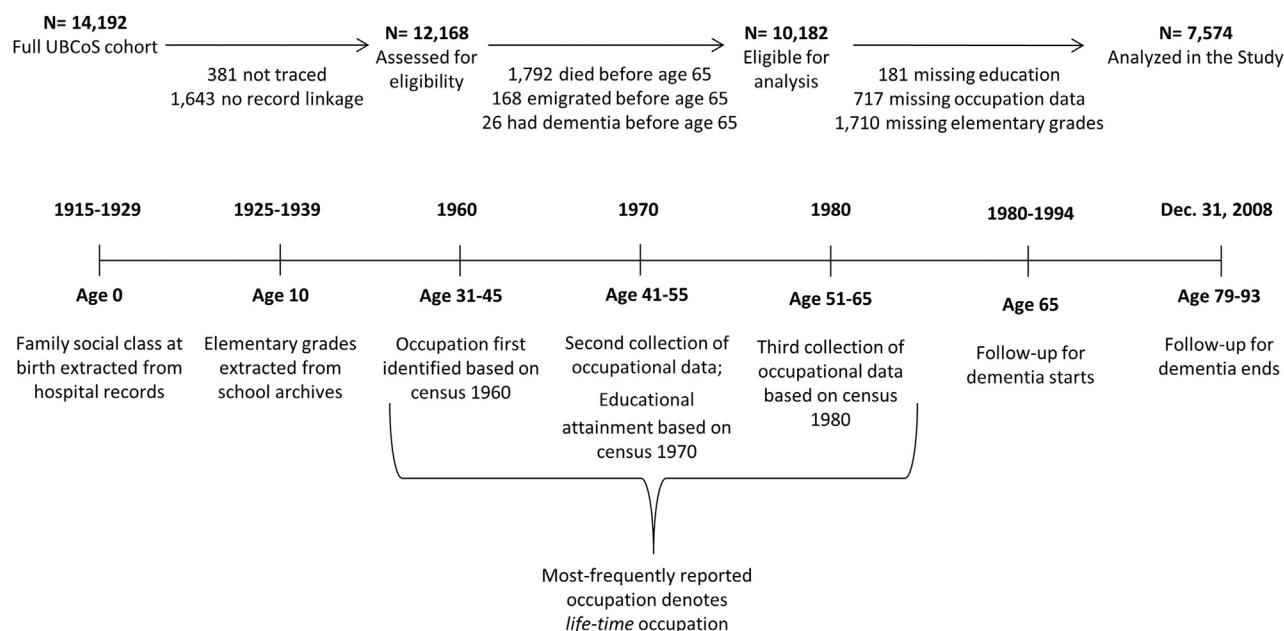 N= 14,192
Full UBCoS cohort
381 not traced
1,643 no record linkage
N= 12,168
Assessed for
eligibility
1,792 died before age 65
168 emigrated before age 65
26 had dementia before age 65
N= 10,182
Eligible for
analysis
181 missing education
717 missing occupation data
1,710 missing elementary grades
N= 7,574
Analyzed in the Study
1915-1929
Age 0
Family social class at
birth extracted from
hospital records
1925-1939
Age 10
Elementary grades
extracted from
school archives
1960
Age 31-45
Occupation first
identified based on
census 1960
1970
Age 41-55
Second collection of
occupational data;
Educational
attainment based on
census 1970
1980
Age 51-65
Third collection of
occupational data
based on census
1980
1980-1994
Age 65
Follow-up for
dementia starts
Dec. 31, 2008
Age 79-93
Follow-up for
dementia ends
Most-frequently reported
occupation denotes
life-time occupation